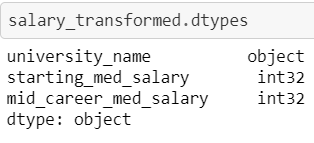 salary_transformed.dtypes
university_name object
starting_med_salary int32
mid_career_med_salary int32
dtype: object